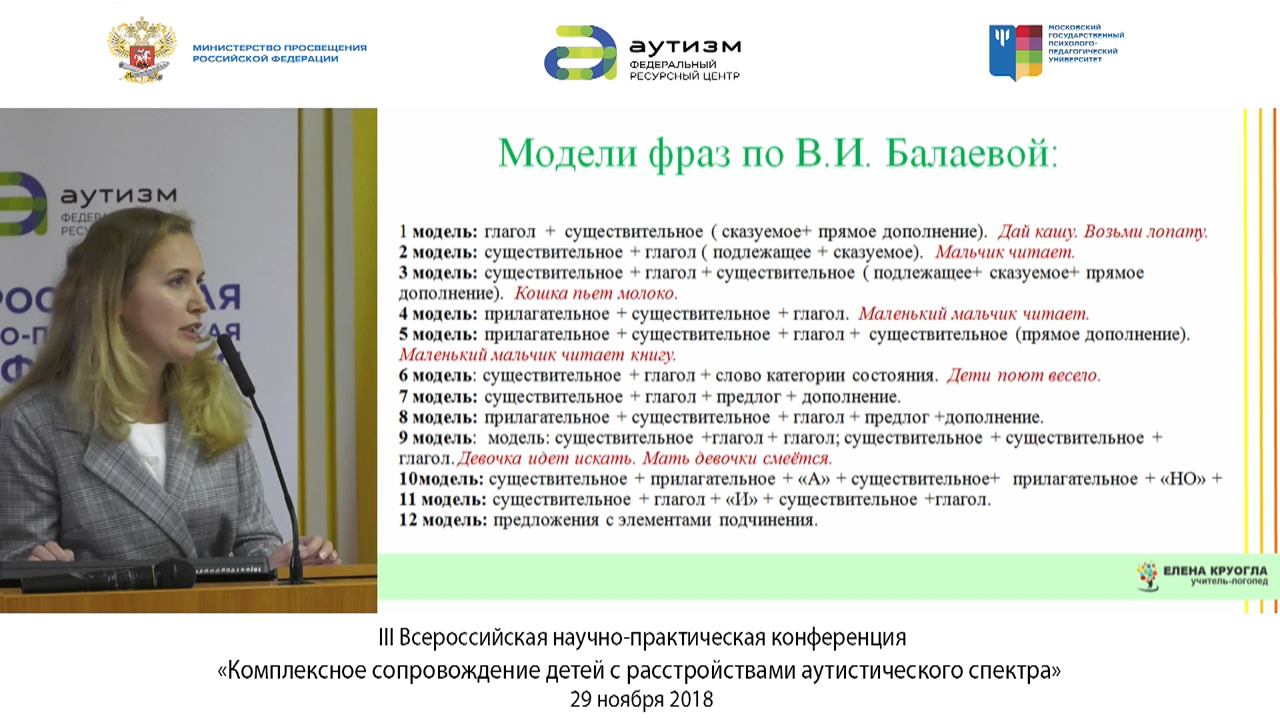 МИНИСТЕРСТВО ПРОСВЕЩЕНИЯ
РОССИЙСКОЙ ФЕДЕРАЦИИ
аутизм
ФЕДЕРАЛЬНЫЙ
РЕСУРСНЫЙ ЦЕНТР
МОСКОВСКИЙ
ГОСУДАРСТВЕННЫЙ
ПСИХОЛОГО-
ПЕДАГОГИЧЕСКИЙ
УНИВЕРСИТЕТ
аутизм
Модели фраз по В.И. Балаевой:
1 модель: глагол + существительное ( сказуемое+ прямое дополнение). Дай кашу. Возьми лопату.
2 модель: существительное + глагол ( подлежащее + сказуемое). Мальчик читает.
3 модель: существительное + глагол + существительное ( подлежащее+ сказуемое+ прямое
дополнение). Кошка пьет молоко.
4 модель: прилагательное + существительное + глагол. Маленький мальчик читает.
5 модель: прилагательное + существительное + глагол + существительное (прямое дополнение).
Маленький мальчик читает книгу.
6 модель: существительное + глагол + слово категории состояния. Дети поют весело.
7 модель: существительное + глагол + предлог + дополнение.
8 модель: прилагательное + существительное + глагол + предлог +дополнение.
9 модель: модель: существительное +глагол + глагол; существительное + существительное +
глагол. Девочка идет искать. Мать девочки смеётся.
10модель: существительное + прилагательное + «А» + существительное+ прилагательное + «НО» +
11 модель: существительное + глагол + «И» + существительное +глагол.
12 модель: предложения с элементами подчинения.
ЕЛЕНА КРУОГЛА
учитель-логопед
III Всероссийская научно-практическая конференция
«Комплексное сопровождение детей с расстройствами аутистического спектра»
29 ноября 2018